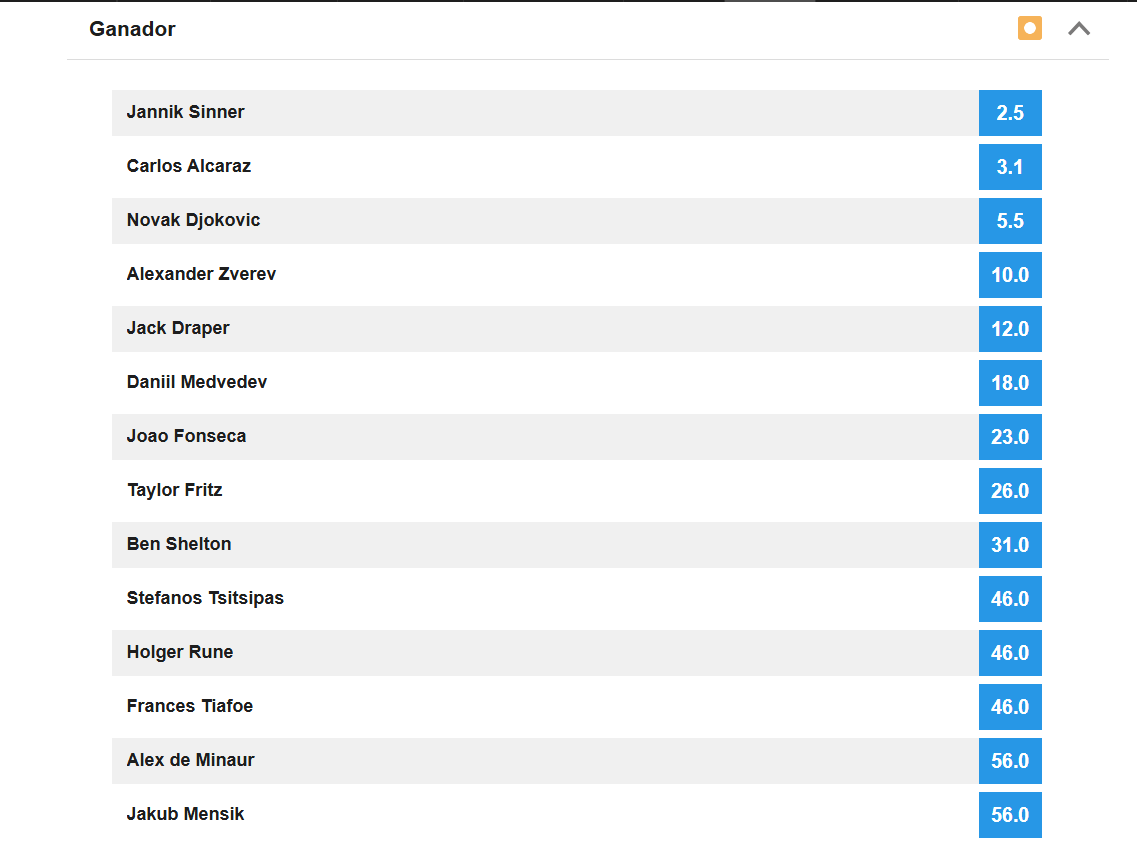 Ganador
Jannik Sinner 2.5
Carlos Alcaraz 3.1
Novak Djokovic 5.5
Alexander Zverev 10.0
Jack Draper 12.0
Daniil Medvedev 18.0
Joao Fonseca 23.0
Taylor Fritz 26.0
Ben Shelton 31.0
Stefanos Tsitsipas 46.0
Holger Rune 46.0
Frances Tiafoe 46.0
Alex de Minaur 56.0
Jakub Mensik 56.0